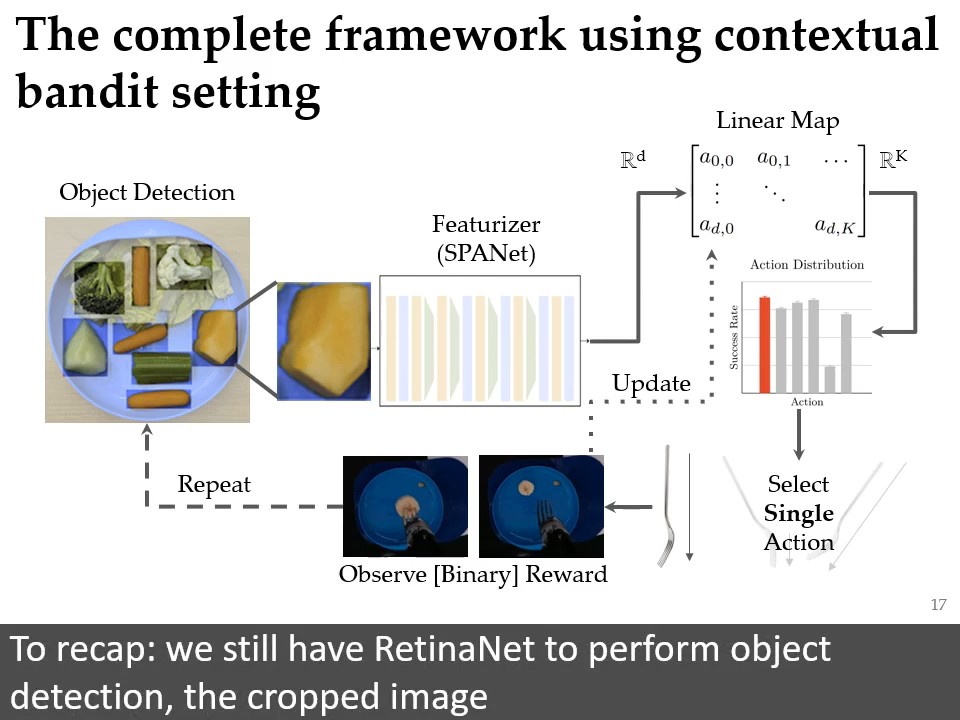 The complete framework using contextual
bandit setting
Linear Map
ℝd
a0,0 a0,1 ...
⋮ ⋱
ad,0 ad,K
ℝK
Object Detection
Featurizer
(SPANet)
Action Distribution
Success Rate
Action
Update
Repeat
Select
Single
Action
Observe [Binary] Reward
17
To recap: we still have RetinaNet to perform object
detection, the cropped image